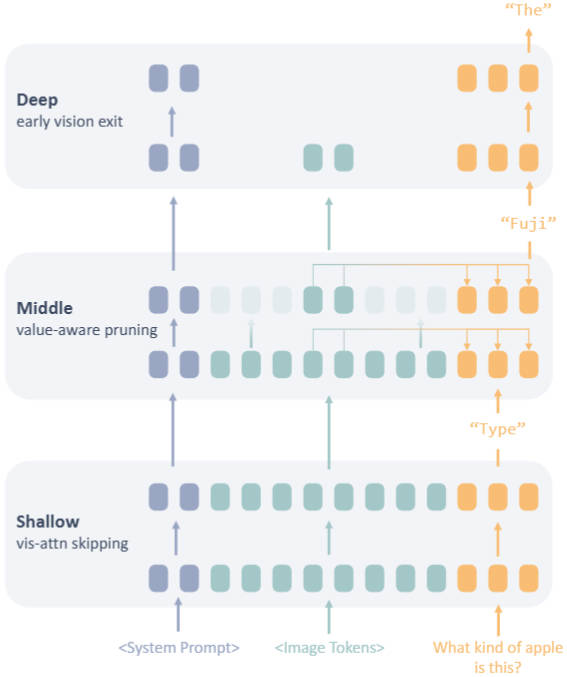 “The”
Deep
early vision exit
“Fuji”
Middle
value-aware pruning
“Type”
Shallow
vis-attn skipping
<System Prompt>
<Image Tokens>
What kind of apple
is this?